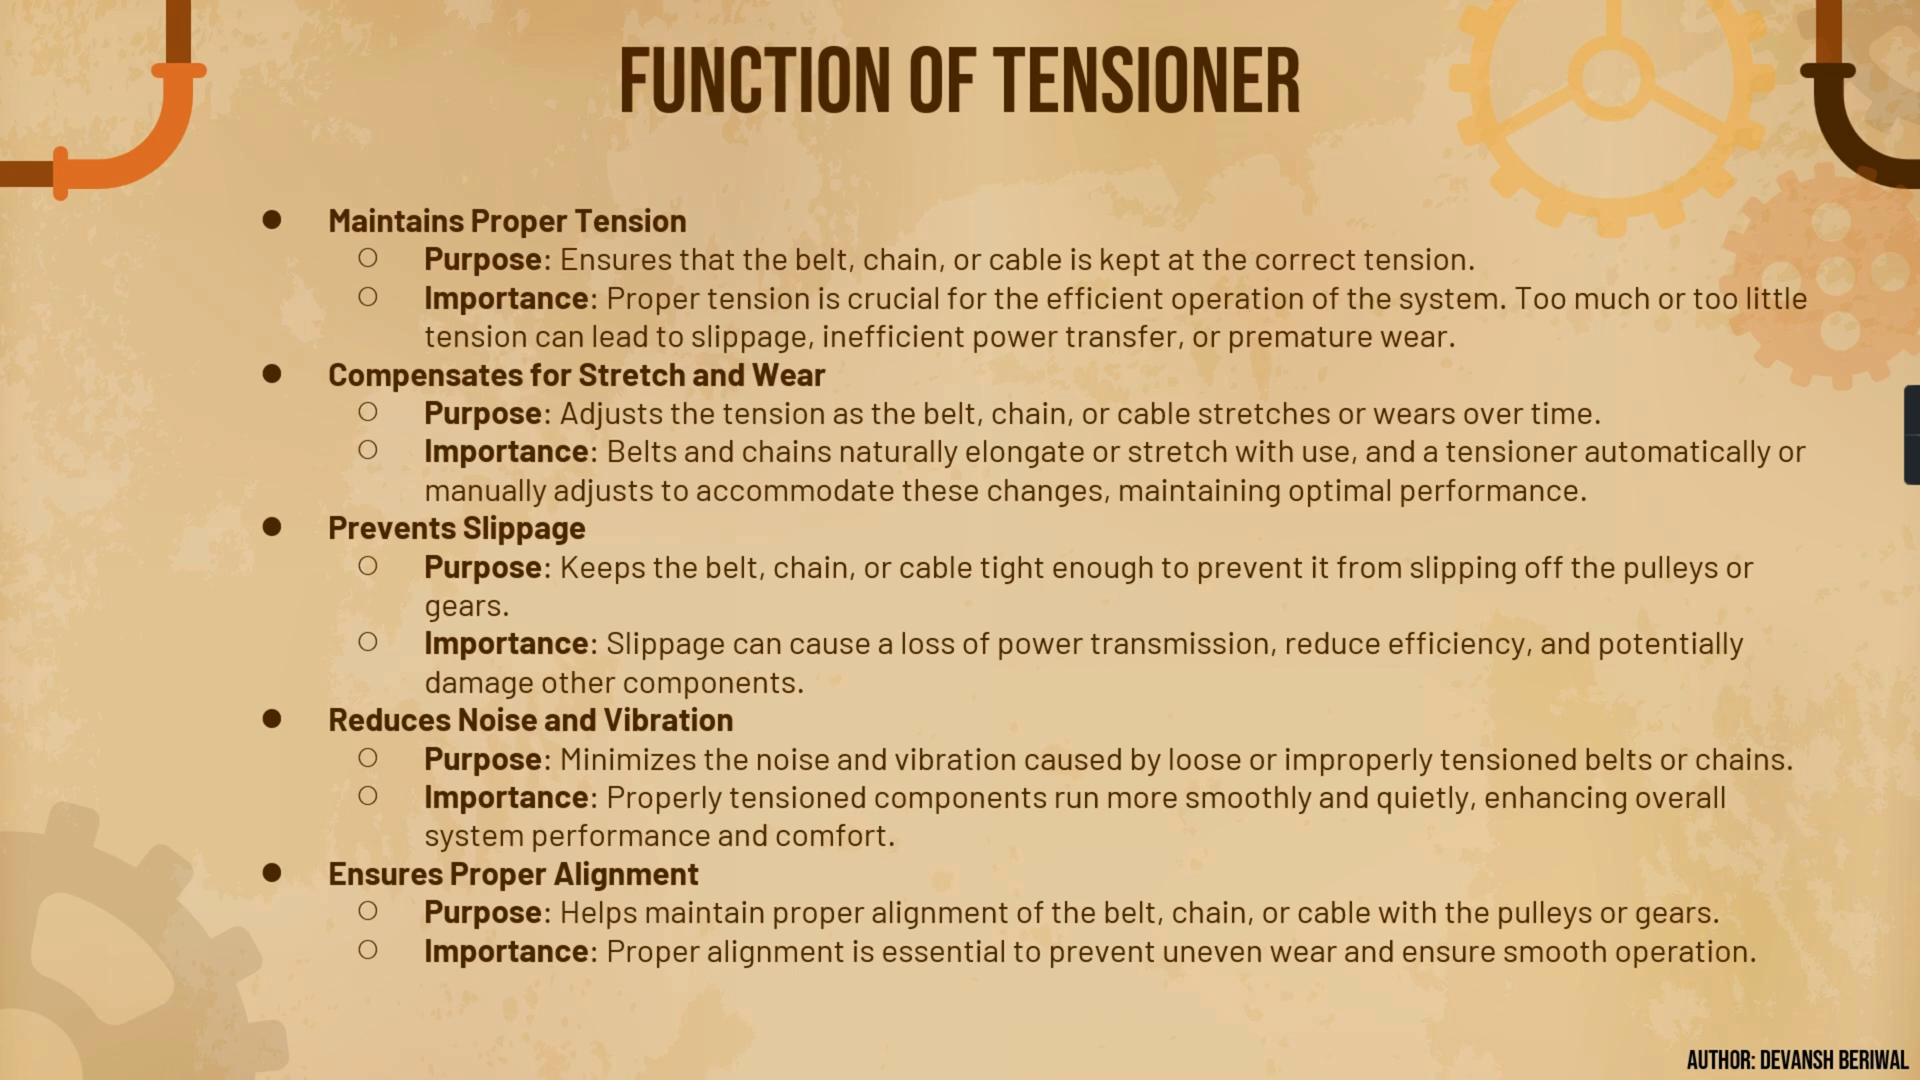 FUNCTION OF TENSIONER
● Maintains Proper Tension
○ Purpose: Ensures that the belt, chain, or cable is kept at the correct tension.
○ Importance: Proper tension is crucial for the efficient operation of the system. Too much or too little
tension can lead to slippage, inefficient power transfer, or premature wear.
● Compensates for Stretch and Wear
○ Purpose: Adjusts the tension as the belt, chain, or cable stretches or wears over time.
○ Importance: Belts and chains naturally elongate or stretch with use, and a tensioner automatically or
manually adjusts to accommodate these changes, maintaining optimal performance.
● Prevents Slippage
○ Purpose: Keeps the belt, chain, or cable tight enough to prevent it from slipping off the pulleys or
gears.
○ Importance: Slippage can cause a loss of power transmission, reduce efficiency, and potentially
damage other components.
● Reduces Noise and Vibration
○ Purpose: Minimizes the noise and vibration caused by loose or improperly tensioned belts or chains.
○ Importance: Properly tensioned components run more smoothly and quietly, enhancing overall
system performance and comfort.
● Ensures Proper Alignment
○ Purpose: Helps maintain proper alignment of the belt, chain, or cable with the pulleys or gears.
○ Importance: Proper alignment is essential to prevent uneven wear and ensure smooth operation.
AUTHOR: DEVANSH BERIWAL